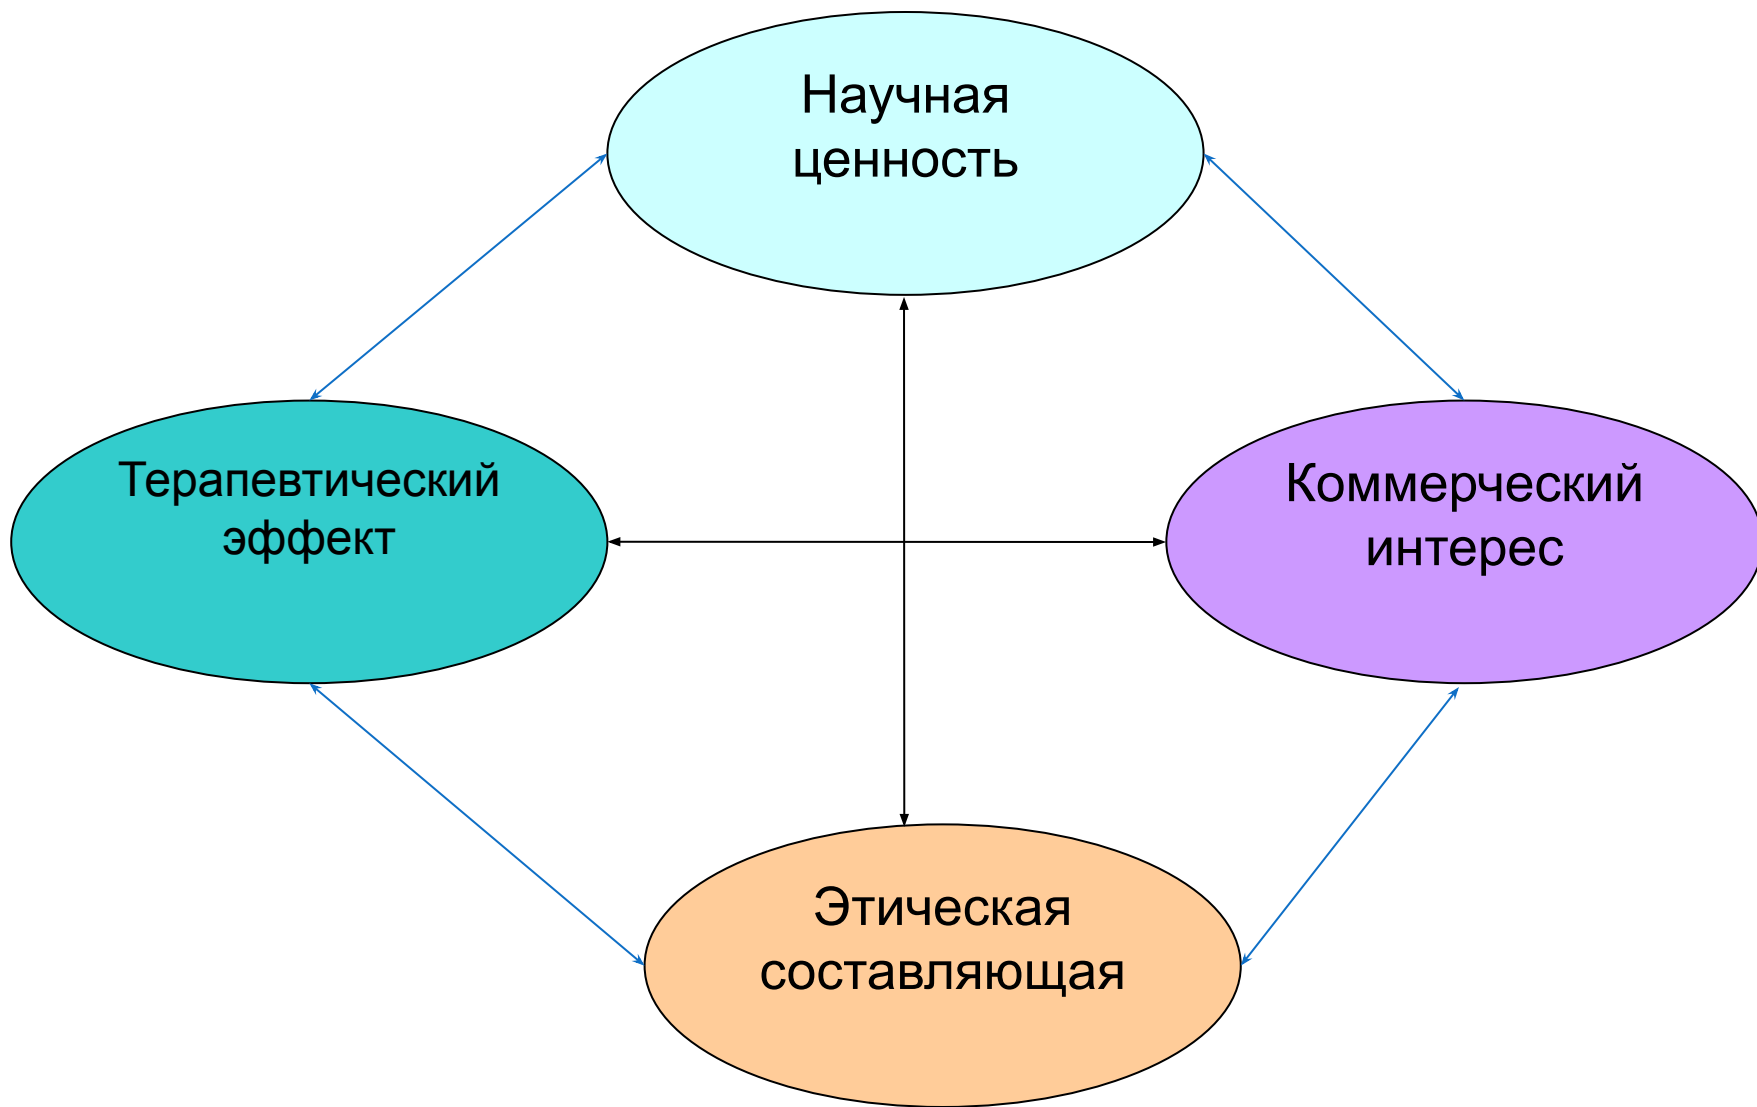 Научная
ценность
Терапевтический
эффект
Коммерческий
интерес
Этическая
составляющая